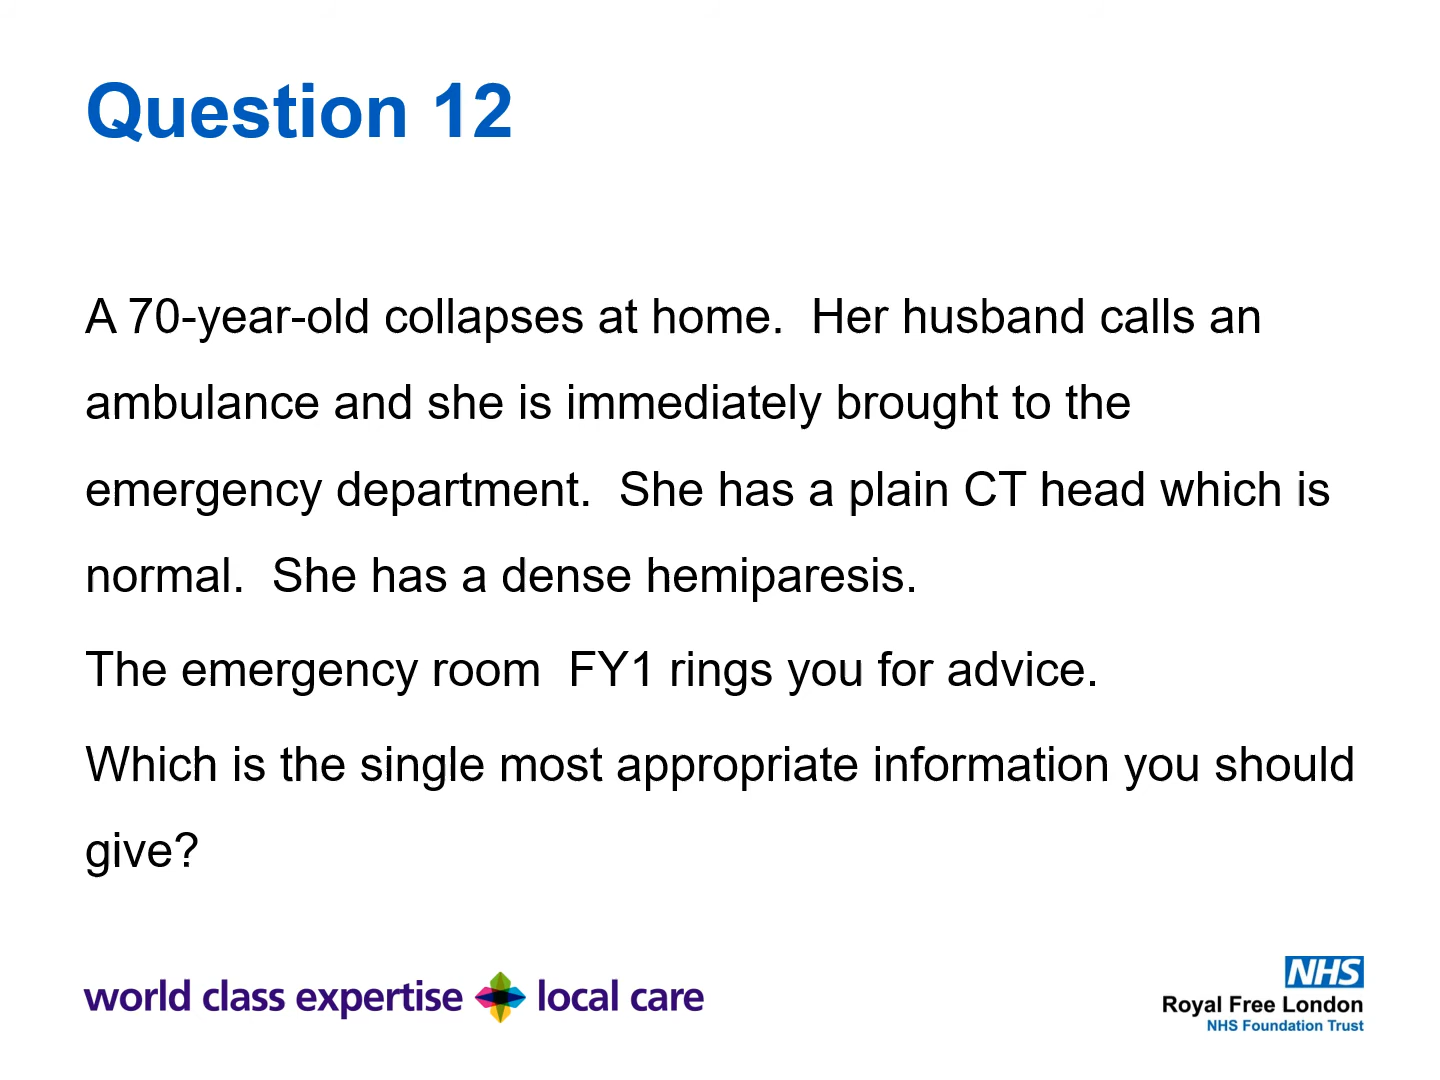 Question 12
A 70-year-old collapses at home.  Her husband calls an
ambulance and she is immediately brought to the
emergency department.  She has a plain CT head which is
normal.  She has a dense hemiparesis.
The emergency room  FY1 rings you for advice.
Which is the single most appropriate information you should
give?
world class expertise local care
NHS
Royal Free London
NHS Foundation Trust